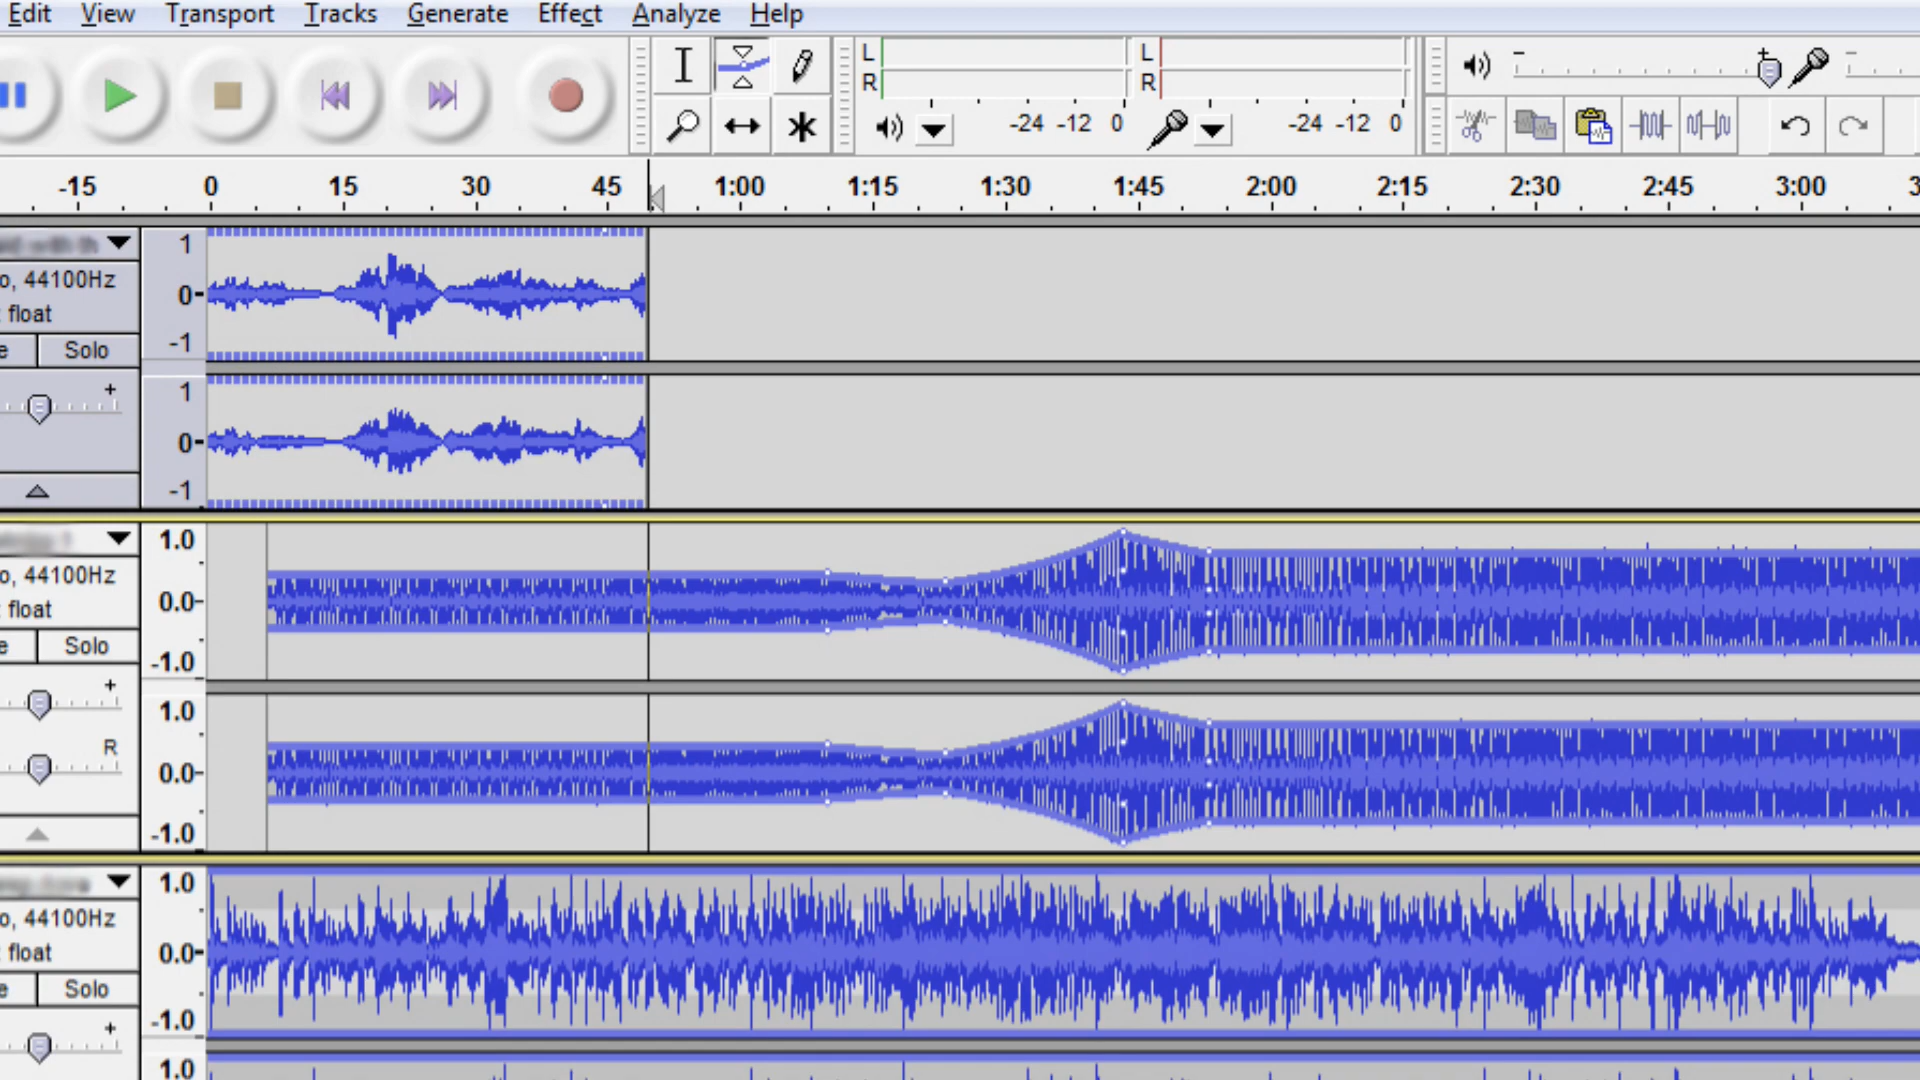 Edit View Transport Tracks Generate Effect Analyze Help
L L
R R
-24 -12 0 -24 -12 0
-15 0 15 30 45 1:00 1:15 1:30 1:45 2:00 2:15 2:30 2:45 3:00 3
1
o, 44100Hz
0-
float
e Solo
-1
+
1
0-
-1
1.0
o, 44100Hz
0.0-
float
e Solo
-1.0
+
1.0
R
0.0-
-1.0
1.0
o, 44100Hz
0.0-
float
e Solo
-1.0
+
1.0